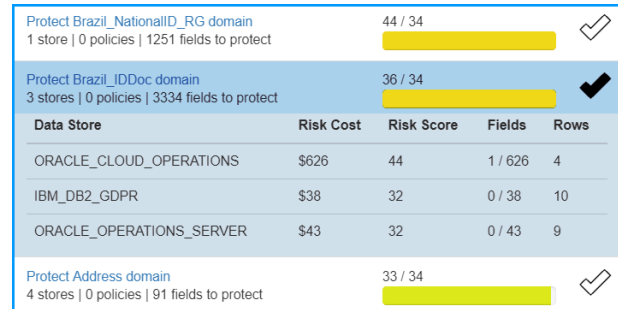 Protect Brazil_NationalID_RG domain 44 / 34
1 store | 0 policies | 1251 fields to protect
Protect Brazil_IDDoc domain 36 / 34
3 stores | 0 policies | 3334 fields to protect
Data Store Risk Cost Risk Score Fields Rows
ORACLE_CLOUD_OPERATIONS $626 44 1 / 626 4
IBM_DB2_GDPR $38 32 0 / 38 10
ORACLE_OPERATIONS_SERVER $43 32 0 / 43 9
Protect Address domain 33 / 34
4 stores | 0 policies | 91 fields to protect